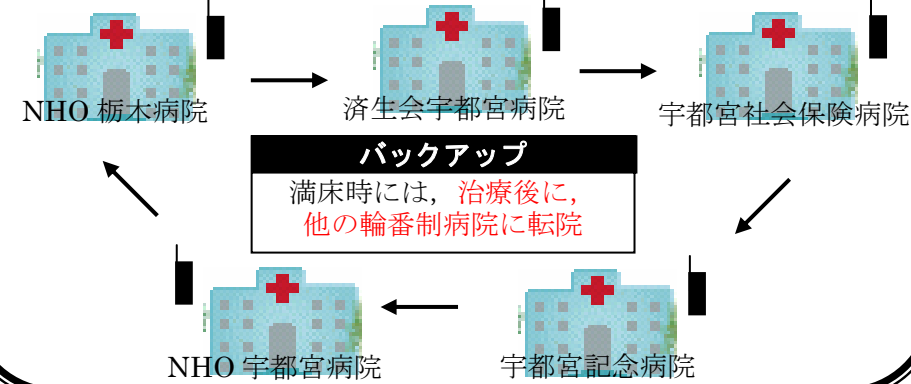 NHO 栃木病院
済生会宇都宮病院
宇都宮社会保険病院
バックアップ
満床時には，治療後に，
他の輪番制病院に転院
NHO 宇都宮病院
宇都宮記念病院